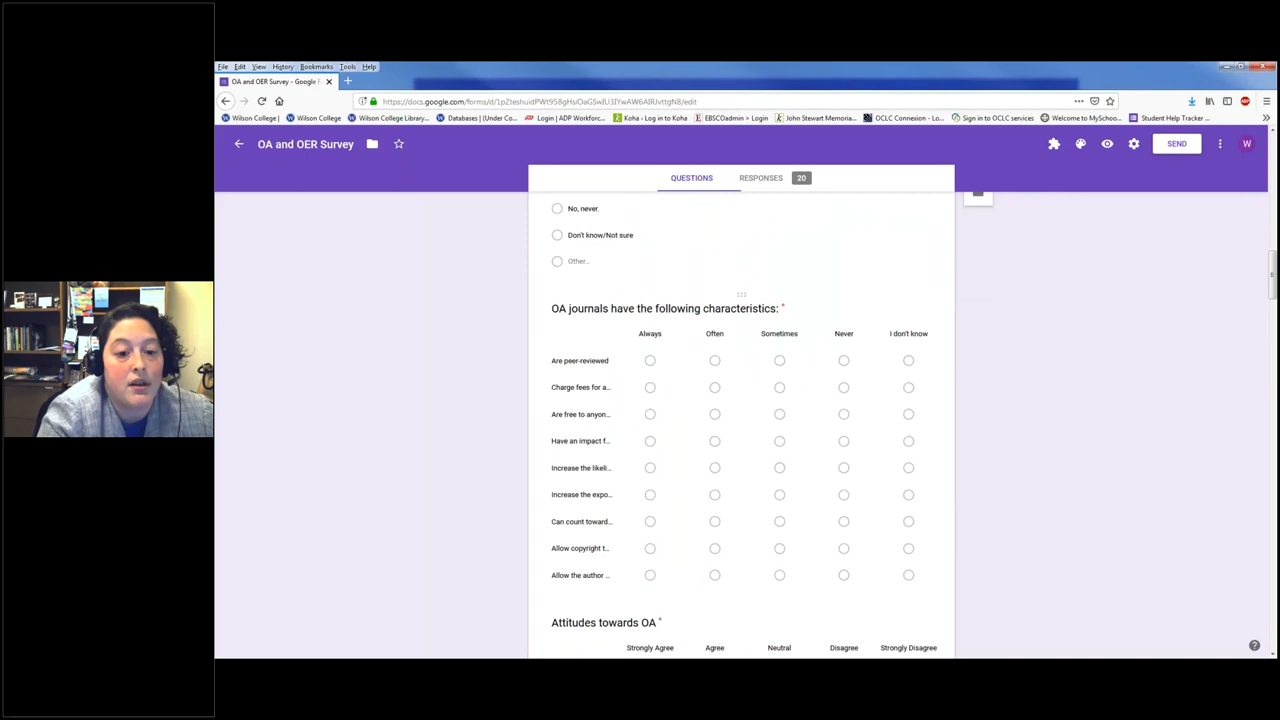 File Edit View History Bookmarks Tools Help
OA and OER Survey - Google F
https://docs.google.com/forms/d/
Wilson College | Wilson College Wilson College Library... Databases | (Under Co... Login | ADP Workforc... Koha › Log in to Koha EBSCOadmin > Login John Stewart Memoria... OCLC Connexion - Lo... Sign in to OCLC services Welcome to MySchoo... Student Help Tracker ...
OA and OER Survey
SEND
W
QUESTIONS RESPONSES 20
No, never.
Don't know/Not sure
Other...
OA journals have the following characteristics: *
Always Often Sometimes Never I don't know
Are peer-reviewed
Charge fees for a...
Are free to anyon...
Have an impact f...
Increase the likeli...
Increase the expo...
Can count toward...
Allow copyright t...
Allow the author ...
Attitudes towards OA *
Strongly Agree Agree Neutral Disagree Strongly Disagree